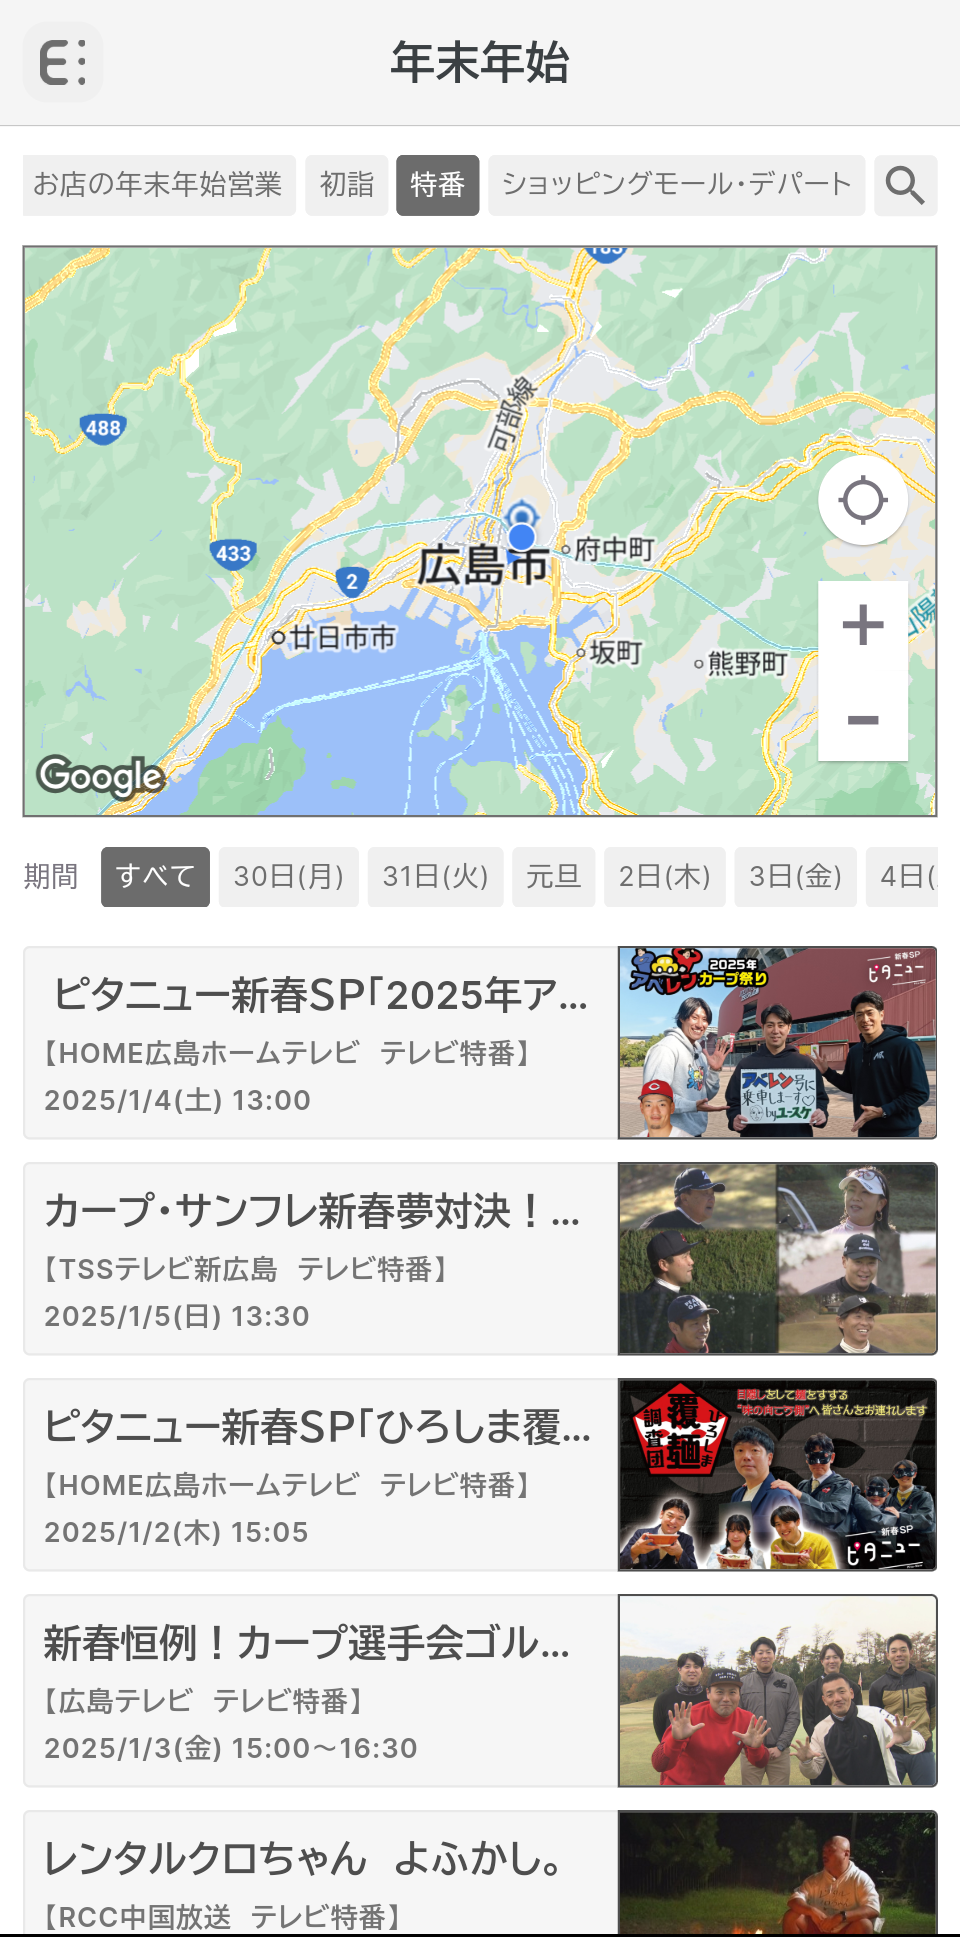 E:
年末年始
お店の年末年始営業 初詣 特番 ショッピングモール・デパート
488
可部線
433
2
広島市
府中町
廿日市市
坂町
熊野町
Google
期間 すべて 30日(月) 31日(火) 元旦 2日(木) 3日(金) 4日(
ピタニュー新春SP「2025年ア...
【HOME広島ホームテレビ テレビ特番】
2025/1/4(土) 13:00
2025年
アベレン カープ祭り
新春SP
ピタニュー
アベレン号に
乗車しまーす♡
byユースケ
カープ・サンフレ新春夢対決！...
【TSSテレビ新広島 テレビ特番】
2025/1/5(日) 13:30
ピタニュー新春SP「ひろしま覆...
【HOME広島ホームテレビ テレビ特番】
2025/1/2(木) 15:05
ひろしま
覆麺
調査団
目隠しをして麺をすする
"味の向こう側"へ皆さんをお連れします
新春SP
ピタニュー
新春恒例！カープ選手会ゴル...
【広島テレビ テレビ特番】
2025/1/3(金) 15:00～16:30
レンタルクロちゃん よふかし。
【RCC中国放送 テレビ特番】